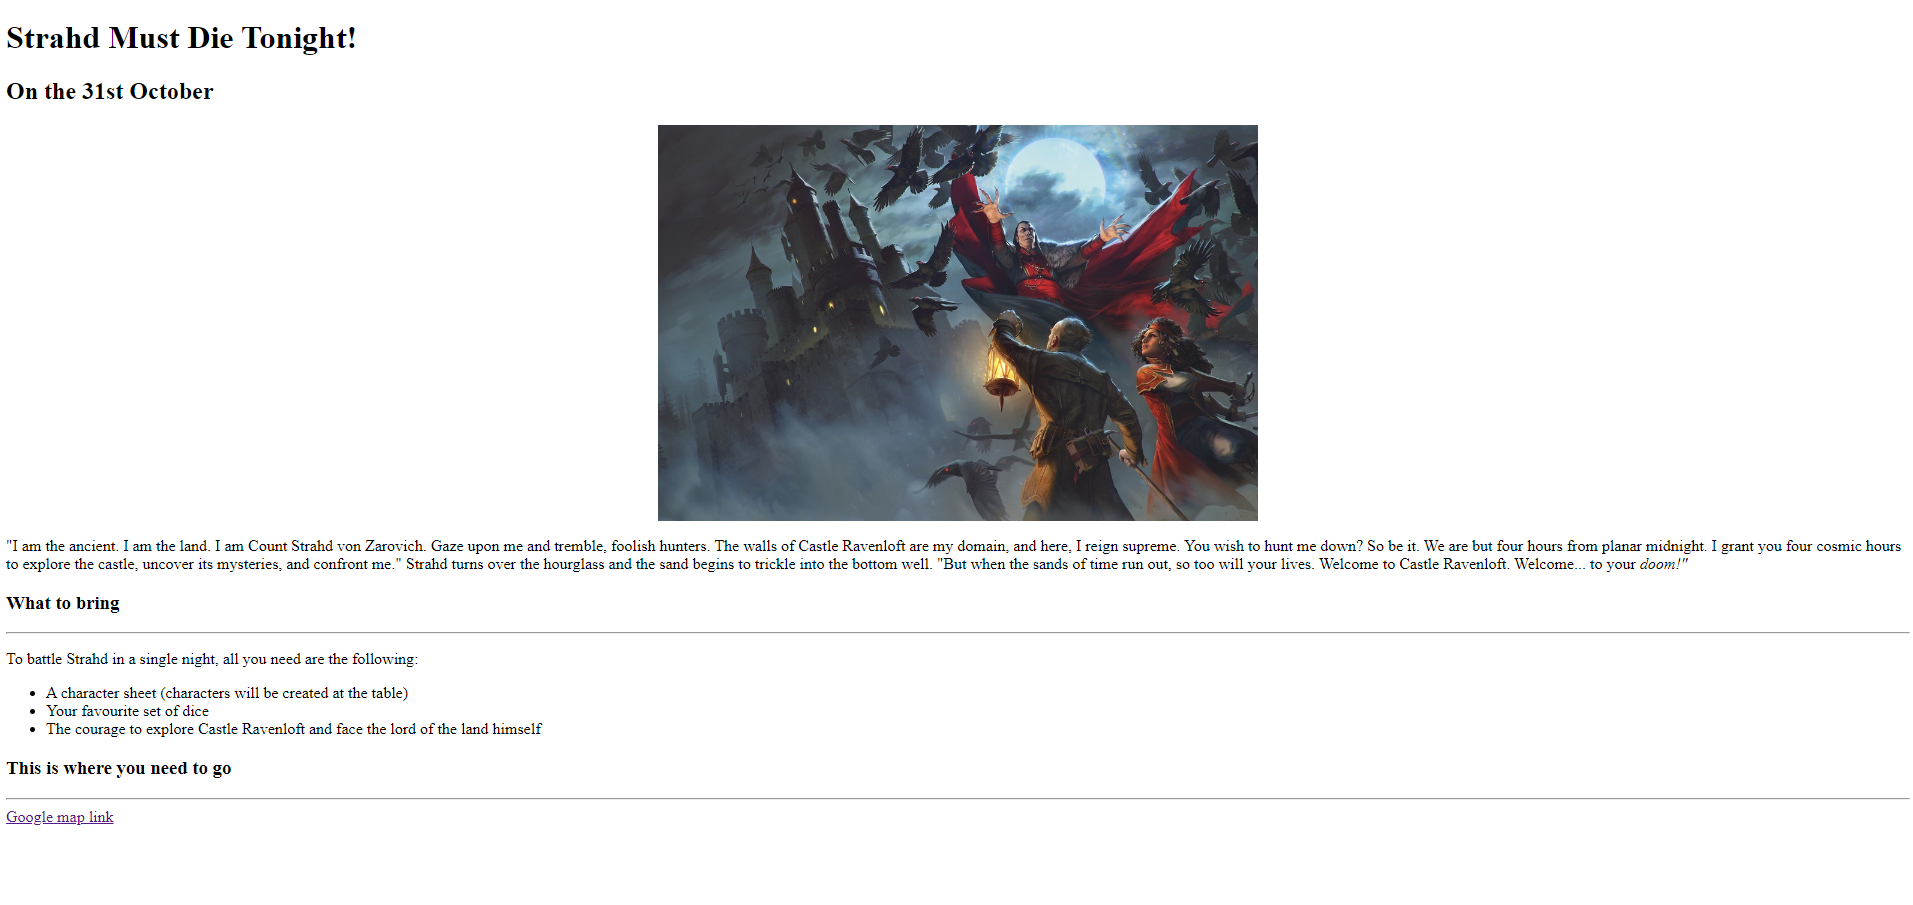 Strahd Must Die Tonight!
On the 31st October
"I am the ancient. I am the land. I am Count Strahd von Zarovich. Gaze upon me and tremble, foolish hunters. The walls of Castle Ravenloft are my domain, and here, I reign supreme. You wish to hunt me down? So be it. We are but four hours from planar midnight. I grant you four cosmic hours
to explore the castle, uncover its mysteries, and confront me." Strahd turns over the hourglass and the sand begins to trickle into the bottom well. "But when the sands of time run out, so too will your lives. Welcome to Castle Ravenloft. Welcome... to your doom!"
What to bring
To battle Strahd in a single night, all you need are the following:
• A character sheet (characters will be created at the table)
• Your favourite set of dice
• The courage to explore Castle Ravenloft and face the lord of the land himself
This is where you need to go
Google map link